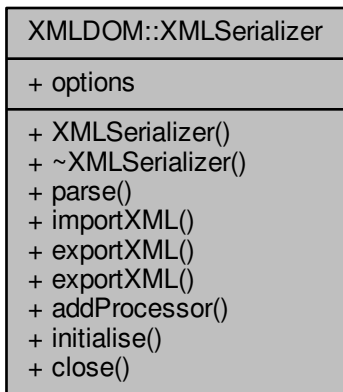 XMLDOM::XMLSerializer
+ options
+ XMLSerializer()
+ ~XMLSerializer()
+ parse()
+ importXML()
+ exportXML()
+ exportXML()
+ addProcessor()
+ initialise()
+ close()